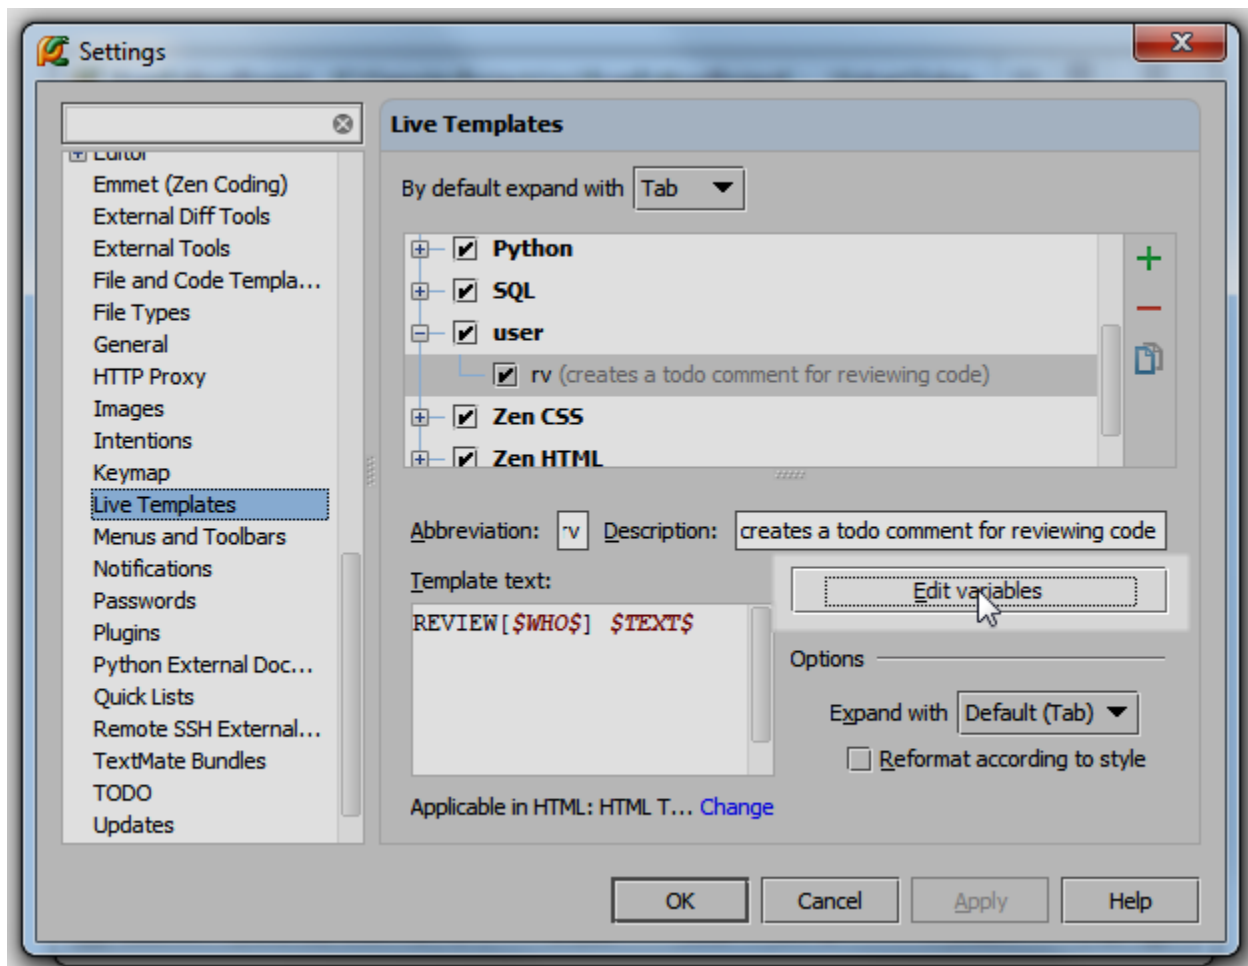 Settings
Live Templates
Editor
Emmet (Zen Coding)
External Diff Tools
External Tools
File and Code Templa...
File Types
General
HTTP Proxy
Images
Intentions
Keymap
Live Templates
Menus and Toolbars
Notifications
Passwords
Plugins
Python External Doc...
Quick Lists
Remote SSH External...
TextMate Bundles
TODO
Updates
By default expand with Tab
Python
SQL
user
rv (creates a todo comment for reviewing code)
Zen CSS
Zen HTML
Abbreviation: rv Description: creates a todo comment for reviewing code
Template text:
Edit variables
REVIEW[$WHO$] $TEXT$
Options
Expand with Default (Tab)
Reformat according to style
Applicable in HTML: HTML T... Change
OK Cancel Apply Help